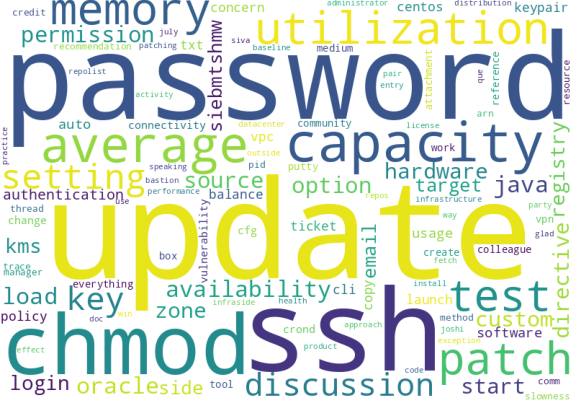 credit administrator distribution
memory july concern centos keypair
permission recommendation patching txt utilization
repolist siva baseline medium attachment reference resource
password
activity siebmtshmw pair entry que arn
practice auto connectivity community license
average datacenter vpc outside capacity work registry
speaking hardware
setting source pid putty target java
authentication bastion option use performance balance repos infrastructure party
thread vulnerability cfg ticket usage way vpn
change update create colleague glad
kms box email fetch directive
trace manager everything availability cli install
load key infraside health copy launch test
policy doc win zone crond approach method custom
chmod ssh joshi software
effect product exception patch
code
login oracle side tool discussion start comm
slowness